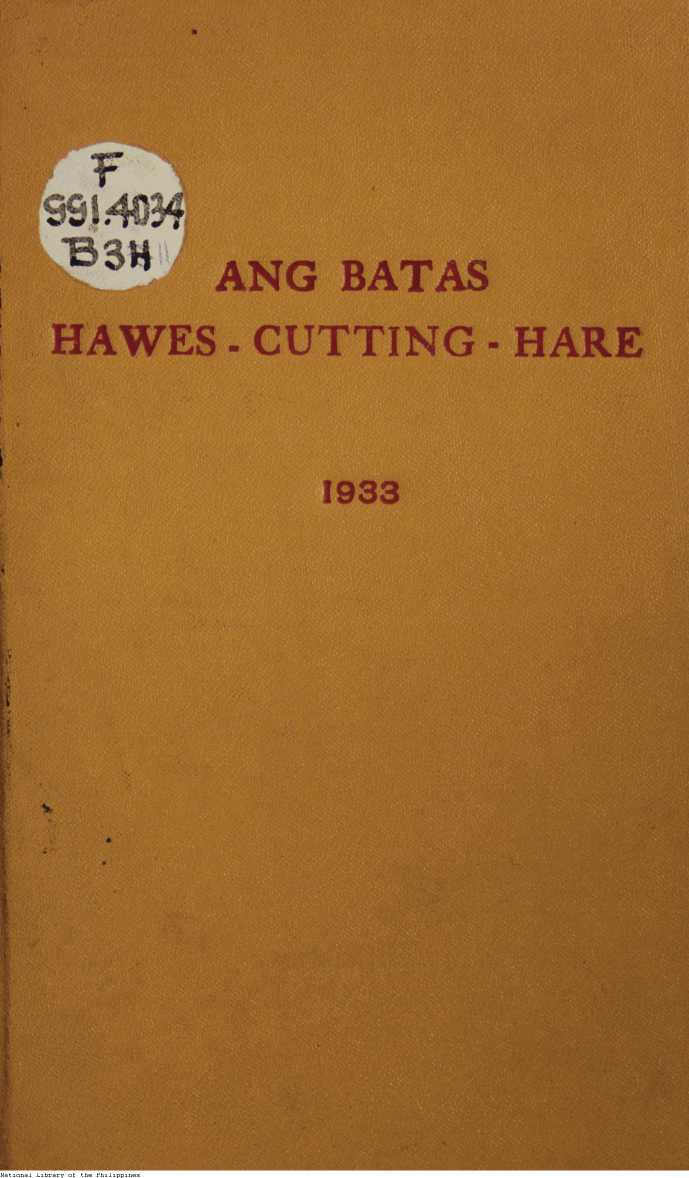 F
991.4034
B3H
ANG BATAS
HAWES - CUTTING - HARE
1933
National Library of the Philippines